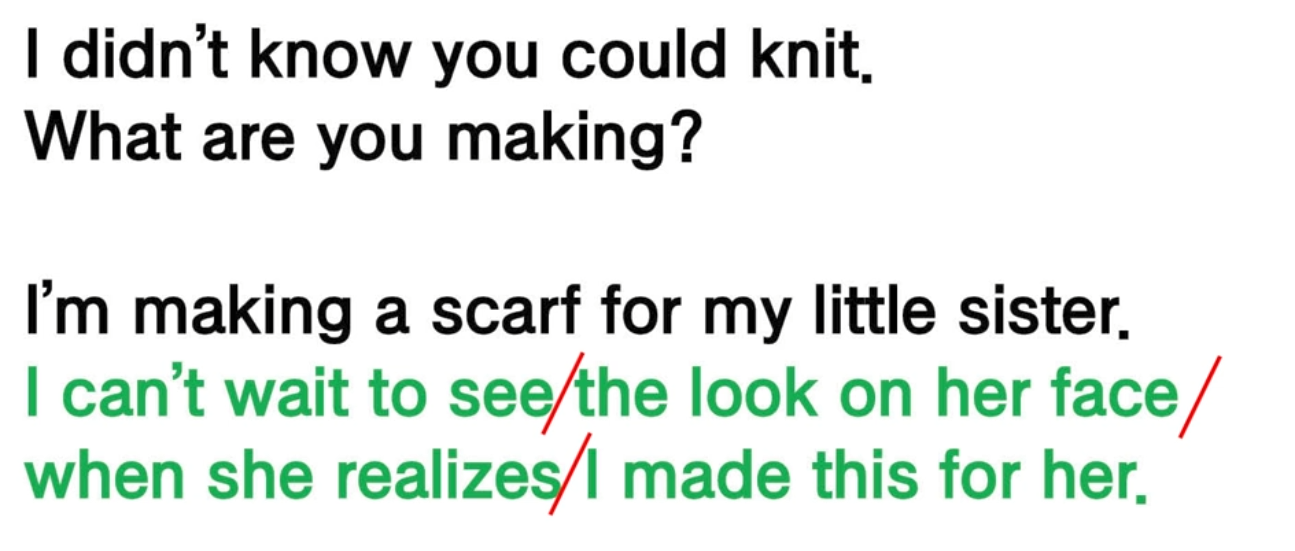 I didn't know you could knit.
What are you making?
I'm making a scarf for my little sister.
I can't wait to see/the look on her face/
when she realizes/I made this for her.